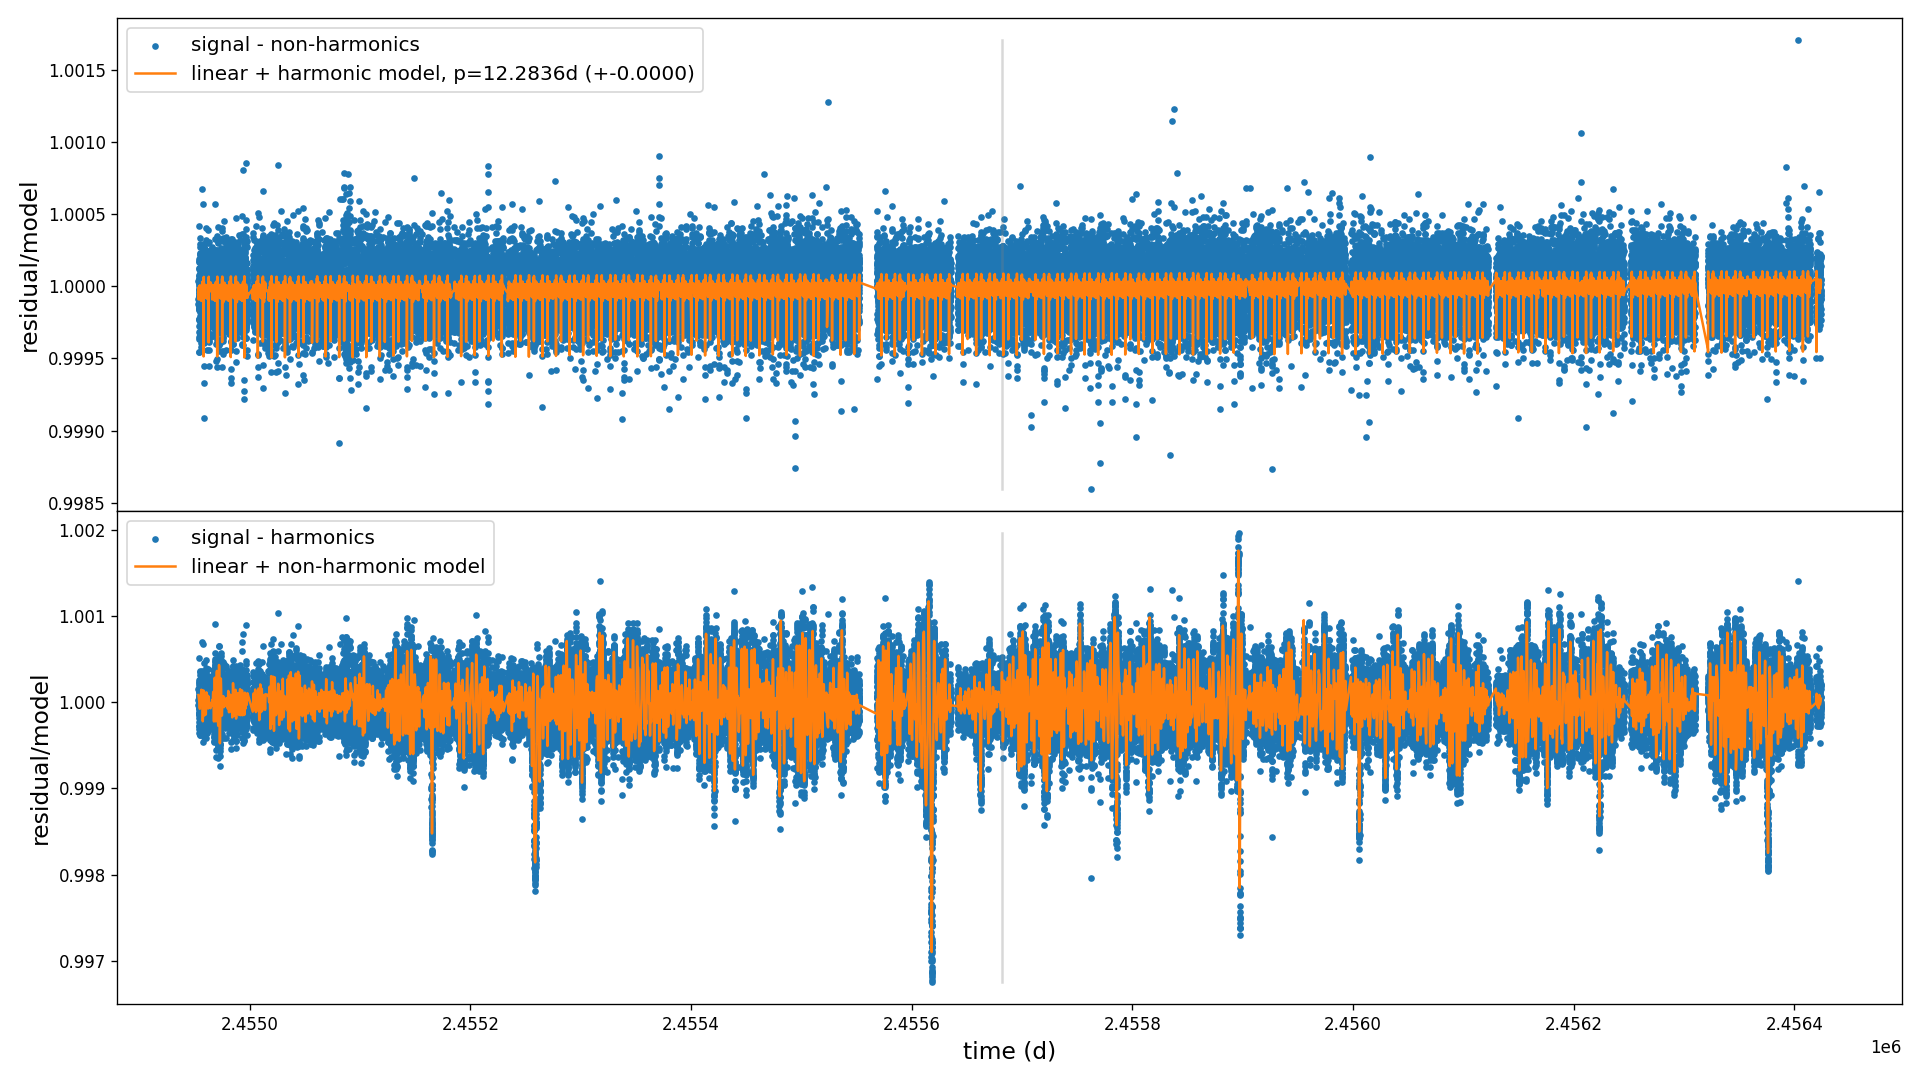 signal - non-harmonics
linear + harmonic model, p=12.2836d (+-0.0000)
residual/model
1.0015
1.0010
1.0005
1.0000
0.9995
0.9990
0.9985
signal - harmonics
linear + non-harmonic model
residual/model
1.002
1.001
1.000
0.999
0.998
0.997
2.4550
2.4552
2.4554
2.4556
2.4558
2.4560
2.4562
2.4564
time (d)
1e6